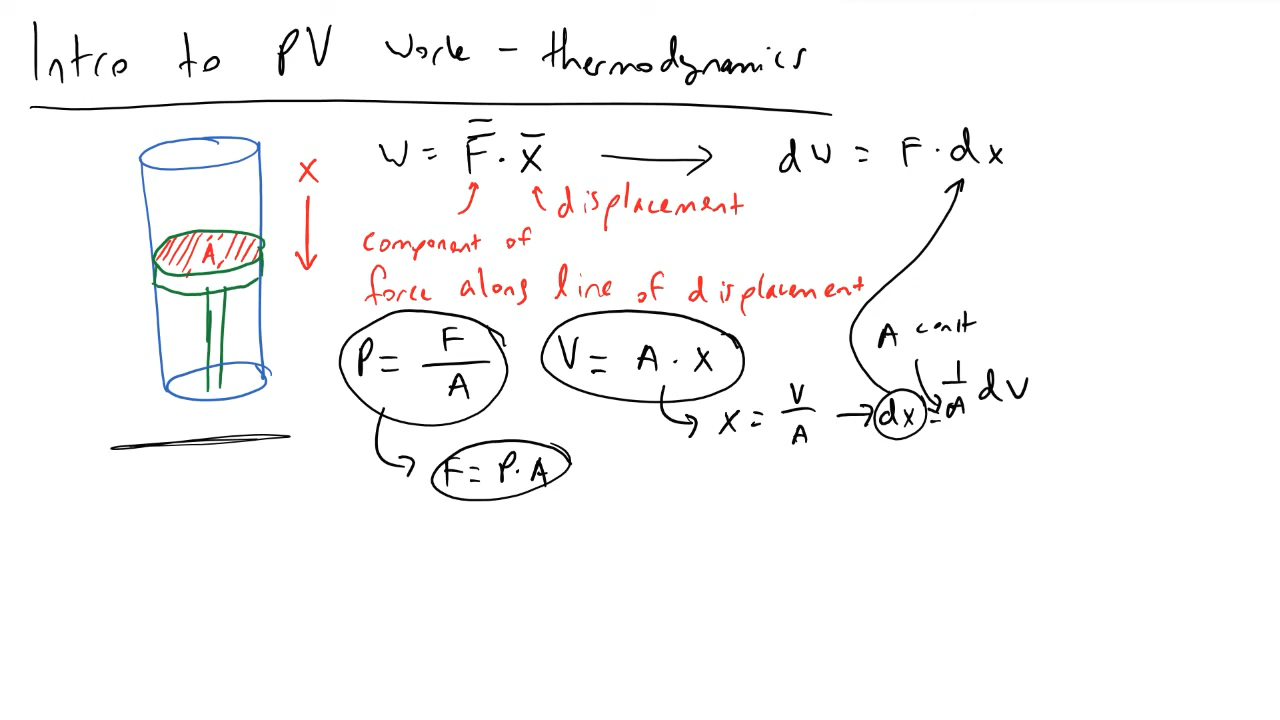 Intro to PV work - thermodynamics
W = F̅ · x̅ → dW = F · dx
x
displacement
A
component of
force along line of displacement
P = F/A
V = A · x
A const
x = V/A → dx = 1/A dV
F = P · A